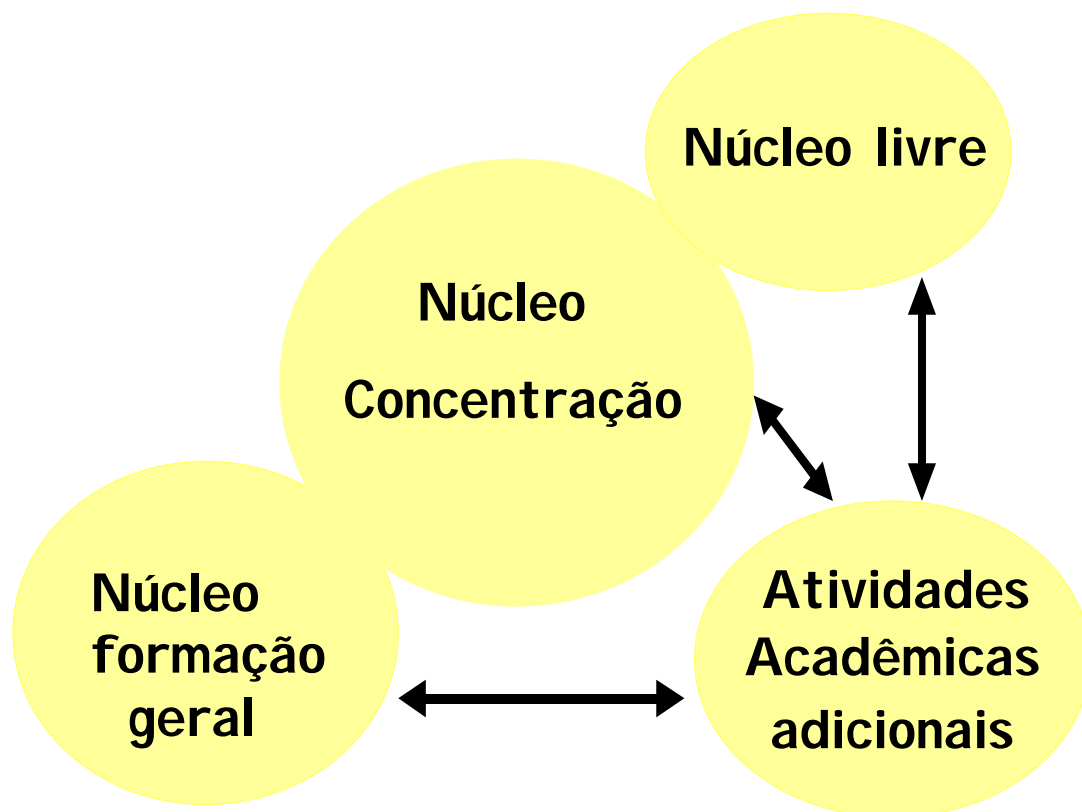 Núcleo livre
Núcleo
Concentração
Núcleo
formação
geral
Atividades
Acadêmicas
adicionais